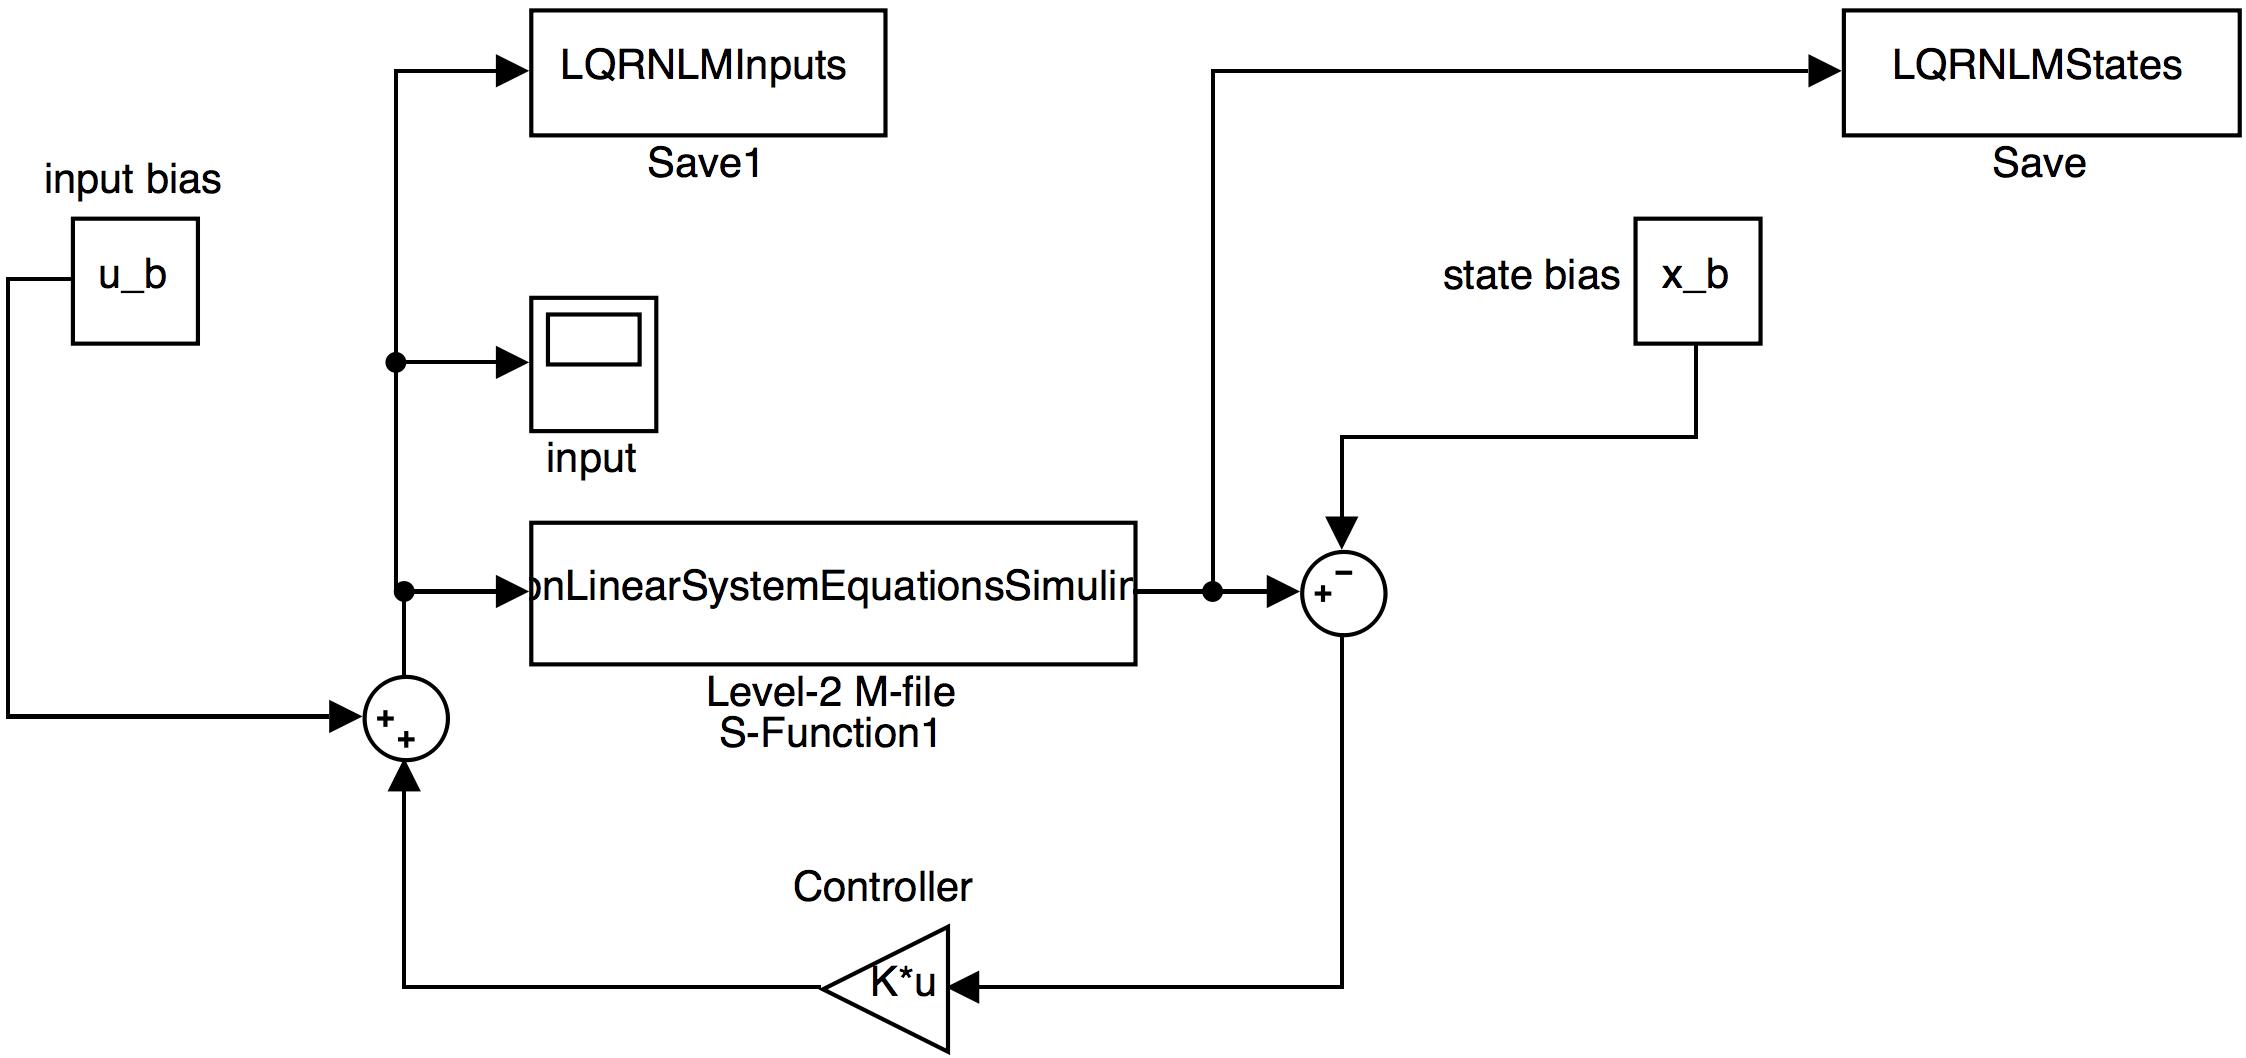 LQRNLMInputs
Save1
LQRNLMStates
Save
input bias
u_b
state bias
x_b
input
onLinearSystemEquationsSimulin
Level-2 M-file
S-Function1
+
−
+
+
Controller
K*u